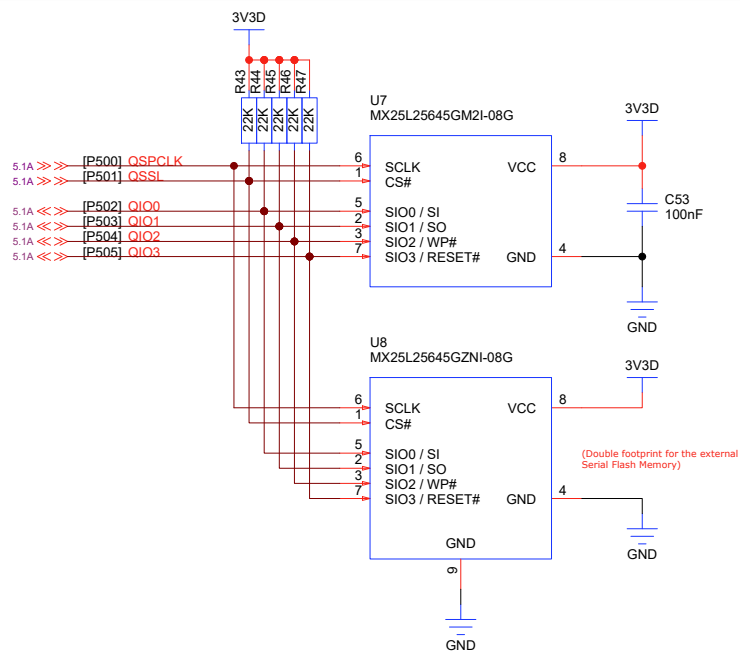 3V3D
R43
R44
R45
R46
R47
22K
22K
22K
22K
22K
U7
MX25L25645GM2I-08G
3V3D
5.1A [P500] QSPCLK 6 SCLK VCC 8
5.1A [P501] QSSL 1 CS#
C53
100nF
5.1A [P502] QIO0 5 SIO0 / SI
5.1A [P503] QIO1 2 SIO1 / SO
5.1A [P504] QIO2 3 SIO2 / WP#
5.1A [P505] QIO3 7 SIO3 / RESET# GND 4
GND
U8
MX25L25645GZNI-08G
3V3D
6 SCLK VCC 8
1 CS#
5 SIO0 / SI
2 SIO1 / SO
3 SIO2 / WP#
7 SIO3 / RESET# GND 4
(Double footprint for the external
Serial Flash Memory)
GND
GND
9
GND